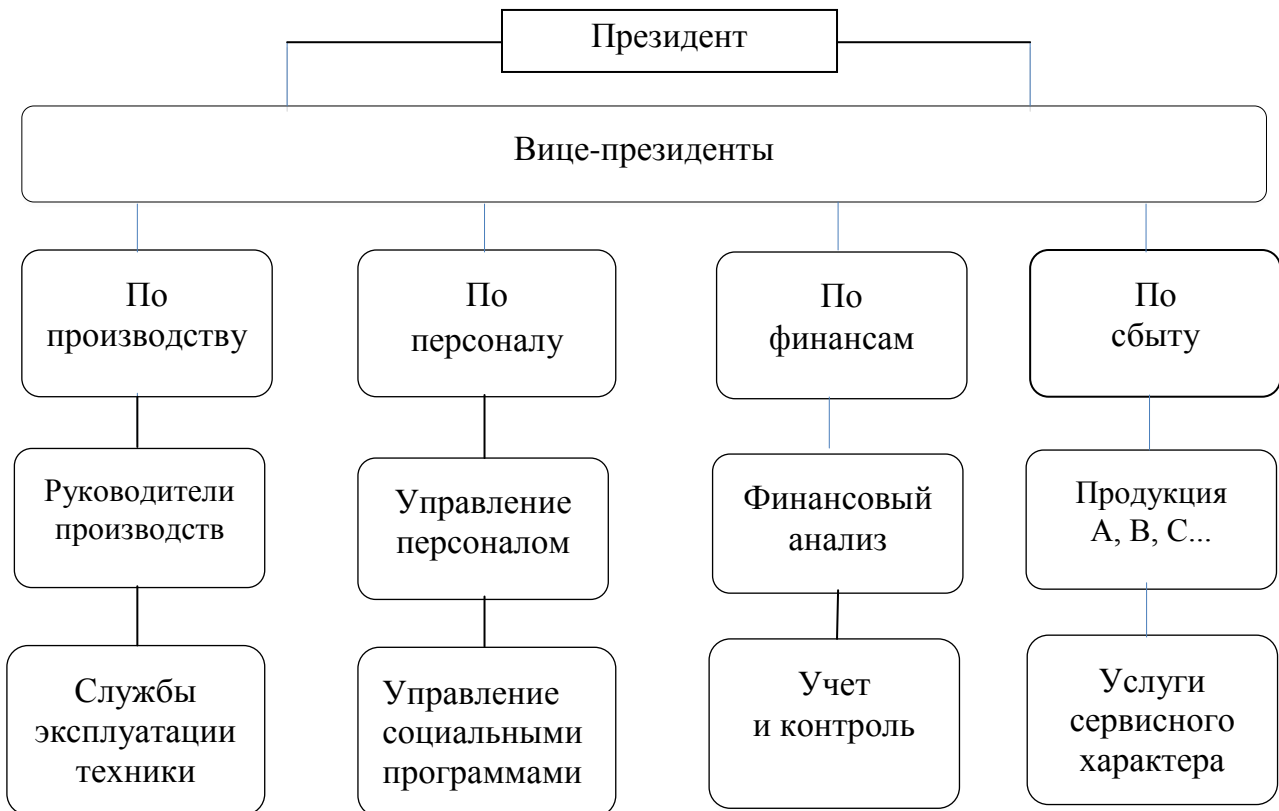 Президент
Вице-президенты
По
производству
По
персоналу
По
финансам
По
сбыту
Руководители
производств
Управление
персоналом
Финансовый
анализ
Продукция
А, В, С...
Службы
эксплуатации
техники
Управление
социальными
программами
Учет
и контроль
Услуги
сервисного
характера